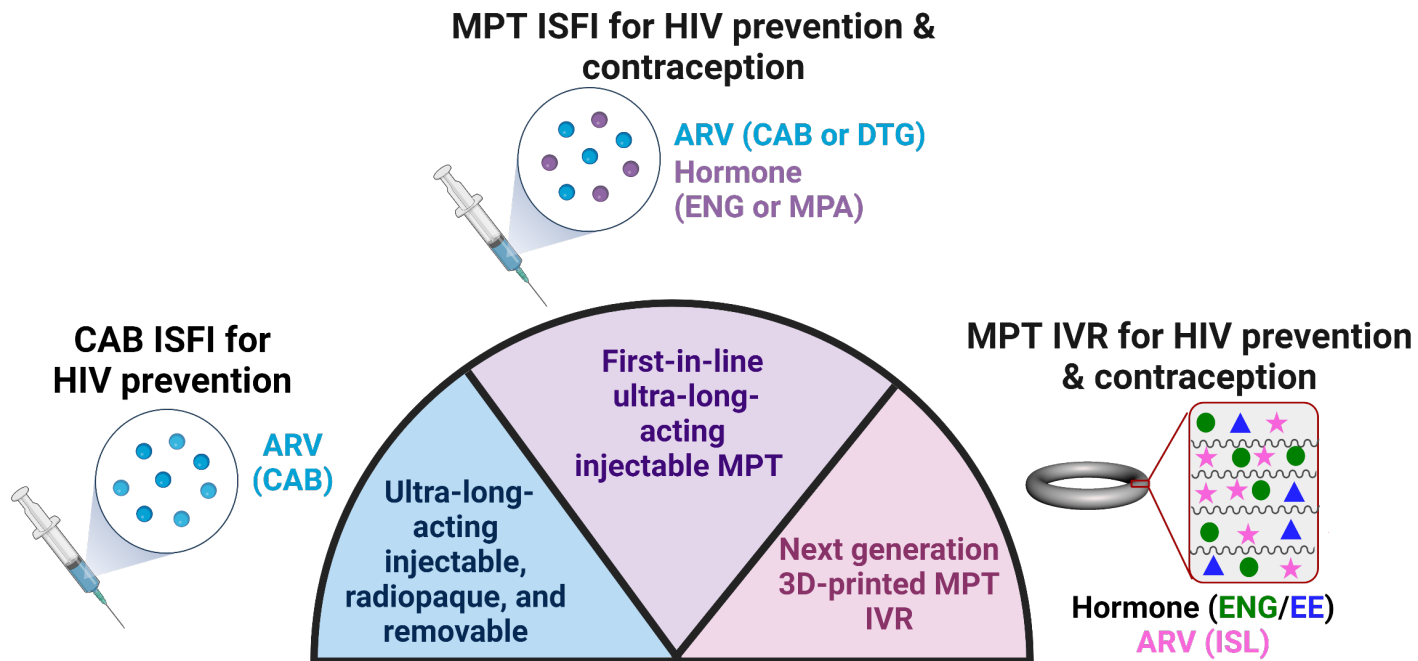 MPT ISFI for HIV prevention &
contraception
ARV (CAB or DTG)
Hormone
(ENG or MPA)
CAB ISFI for
HIV prevention
ARV
(CAB)
MPT IVR for HIV prevention
& contraception
Hormone (ENG/EE)
ARV (ISL)
Ultra-long-
acting
injectable,
radiopaque, and
removable
First-in-line
ultra-long-
acting
injectable MPT
Next generation
3D-printed MPT
IVR